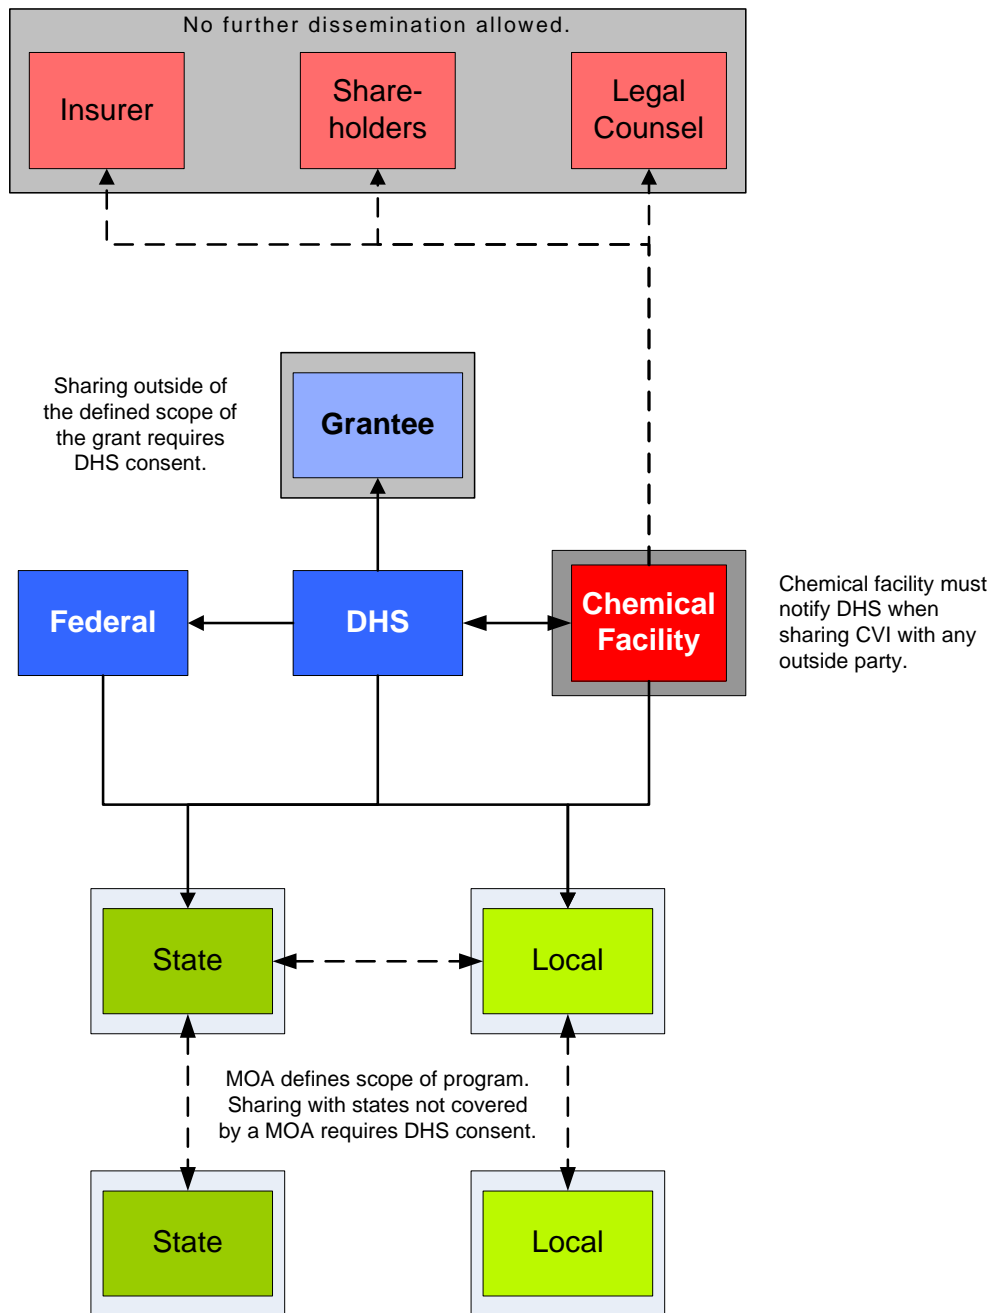 No further dissemination allowed.
Insurer
Share-
holders
Legal
Counsel
Sharing outside of
the defined scope of
the grant requires
DHS consent.
Grantee
Federal
DHS
Chemical
Facility
Chemical facility must
notify DHS when
sharing CVI with any
outside party.
State
Local
MOA defines scope of program.
Sharing with states not covered
by a MOA requires DHS consent.
State
Local